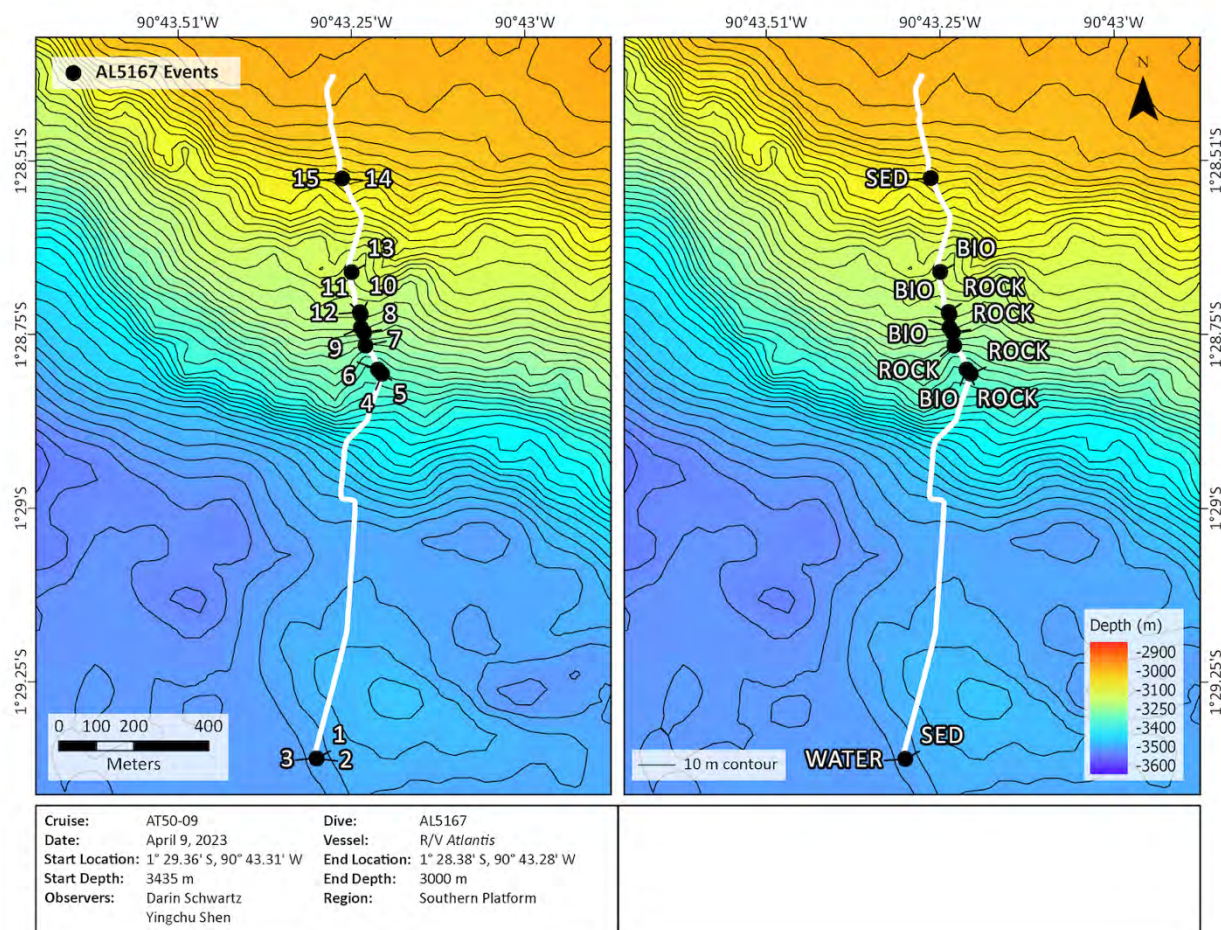 90°43.51'W
90°43.25'W
90°43'W
90°43.51'W
90°43.25'W
90°43'W
AL5167 Events
N
1°28.51'S
1°28.75'S
1°29'S
1°29.25'S
15
14
13
11
10
12
8
9
7
6
5
4
1
3
2
0 100 200 400
Meters
SED
BIO
BIO
ROCK
ROCK
BIO
ROCK
ROCK
BIO
ROCK
SED
WATER
10 m contour
Depth (m)
-2900
-3000
-3100
-3250
-3500
-3600
1°28.51'S
1°28.75'S
1°29'S
1°29.25'S
Cruise: AT50-09 Dive: AL5167
Date: April 9, 2023 Vessel: R/V Atlantis
Start Location: 1° 29.36' S, 90° 43.31' W End Location: 1° 28.38' S, 90° 43.28' W
Start Depth: 3435 m End Depth: 3000 m
Observers: Darin Schwartz Region: Southern Platform
Yingchu Shen